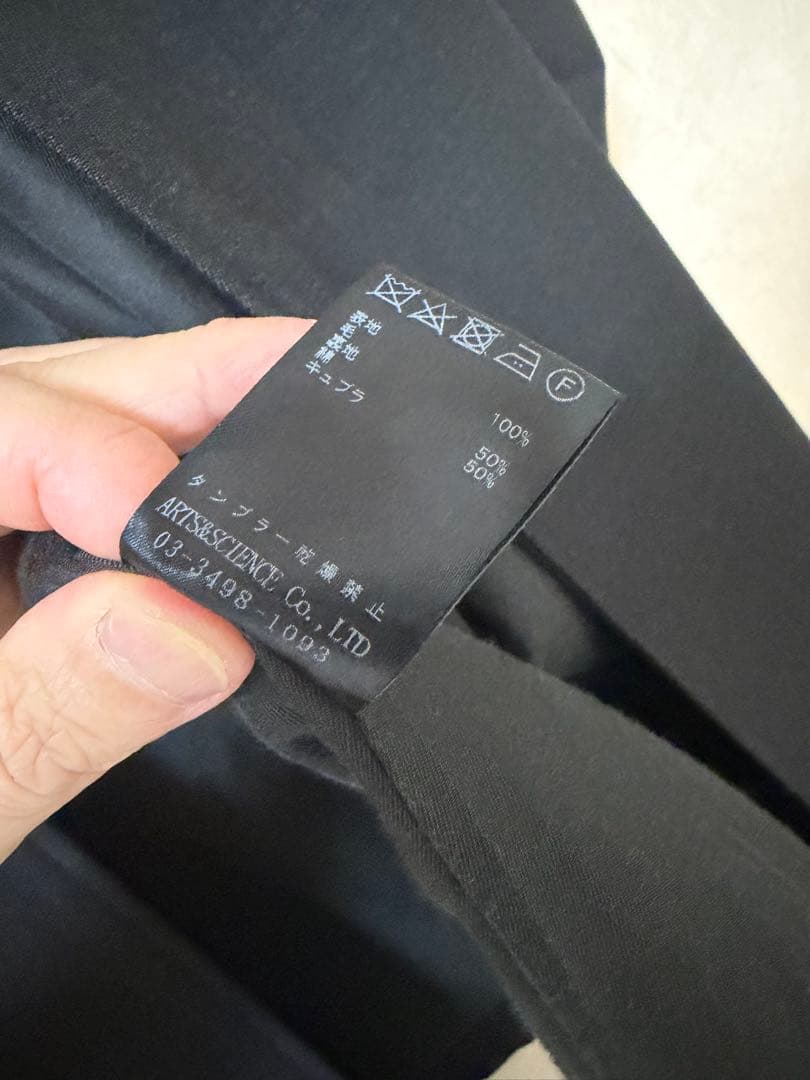 F
表地
毛 100%
裏地
綿 50%
キュプラ 50%
タンブラー乾燥禁止
ARTS&SCIENCE Co., LTD
03-3498-1093